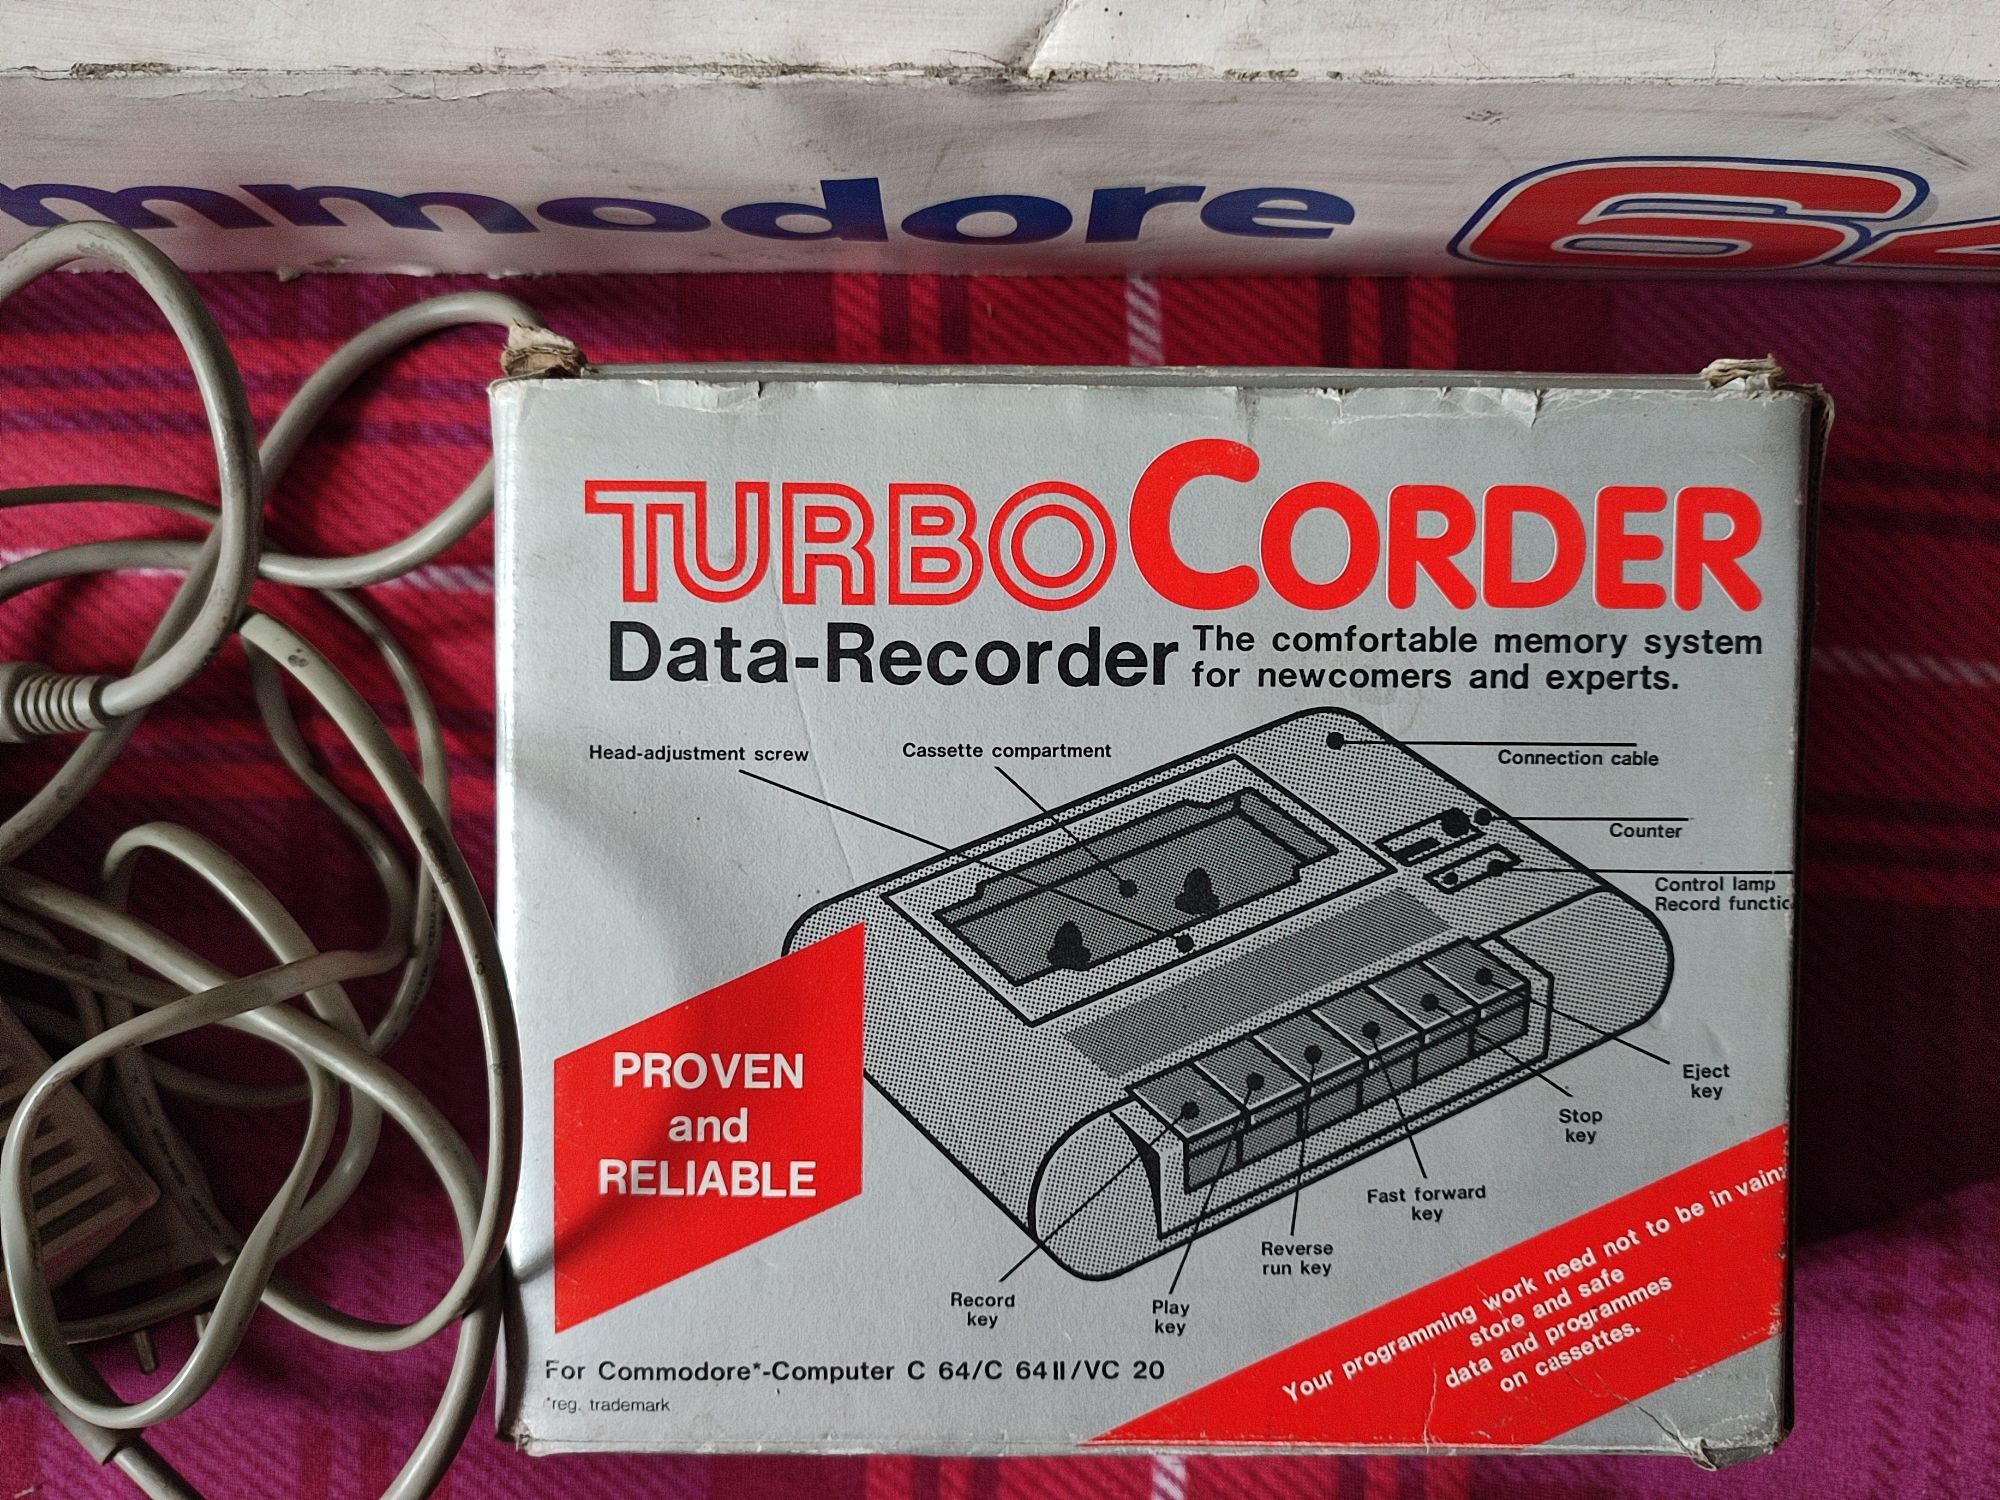 mmodore 64
TURBOCORDER
Data-Recorder
The comfortable memory system
for newcomers and experts.
Head-adjustment screw
Cassette compartment
Connection cable
Counter
Control lamp
Record functio
PROVEN
and
RELIABLE
Eject
key
Stop
key
Fast forward
key
Reverse
run key
Play
key
Record
key
Your programming work need not to be in vain:
store and safe
data and programmes
on cassettes.
For Commodore*-Computer C 64/C 64II/VC 20
*reg. trademark